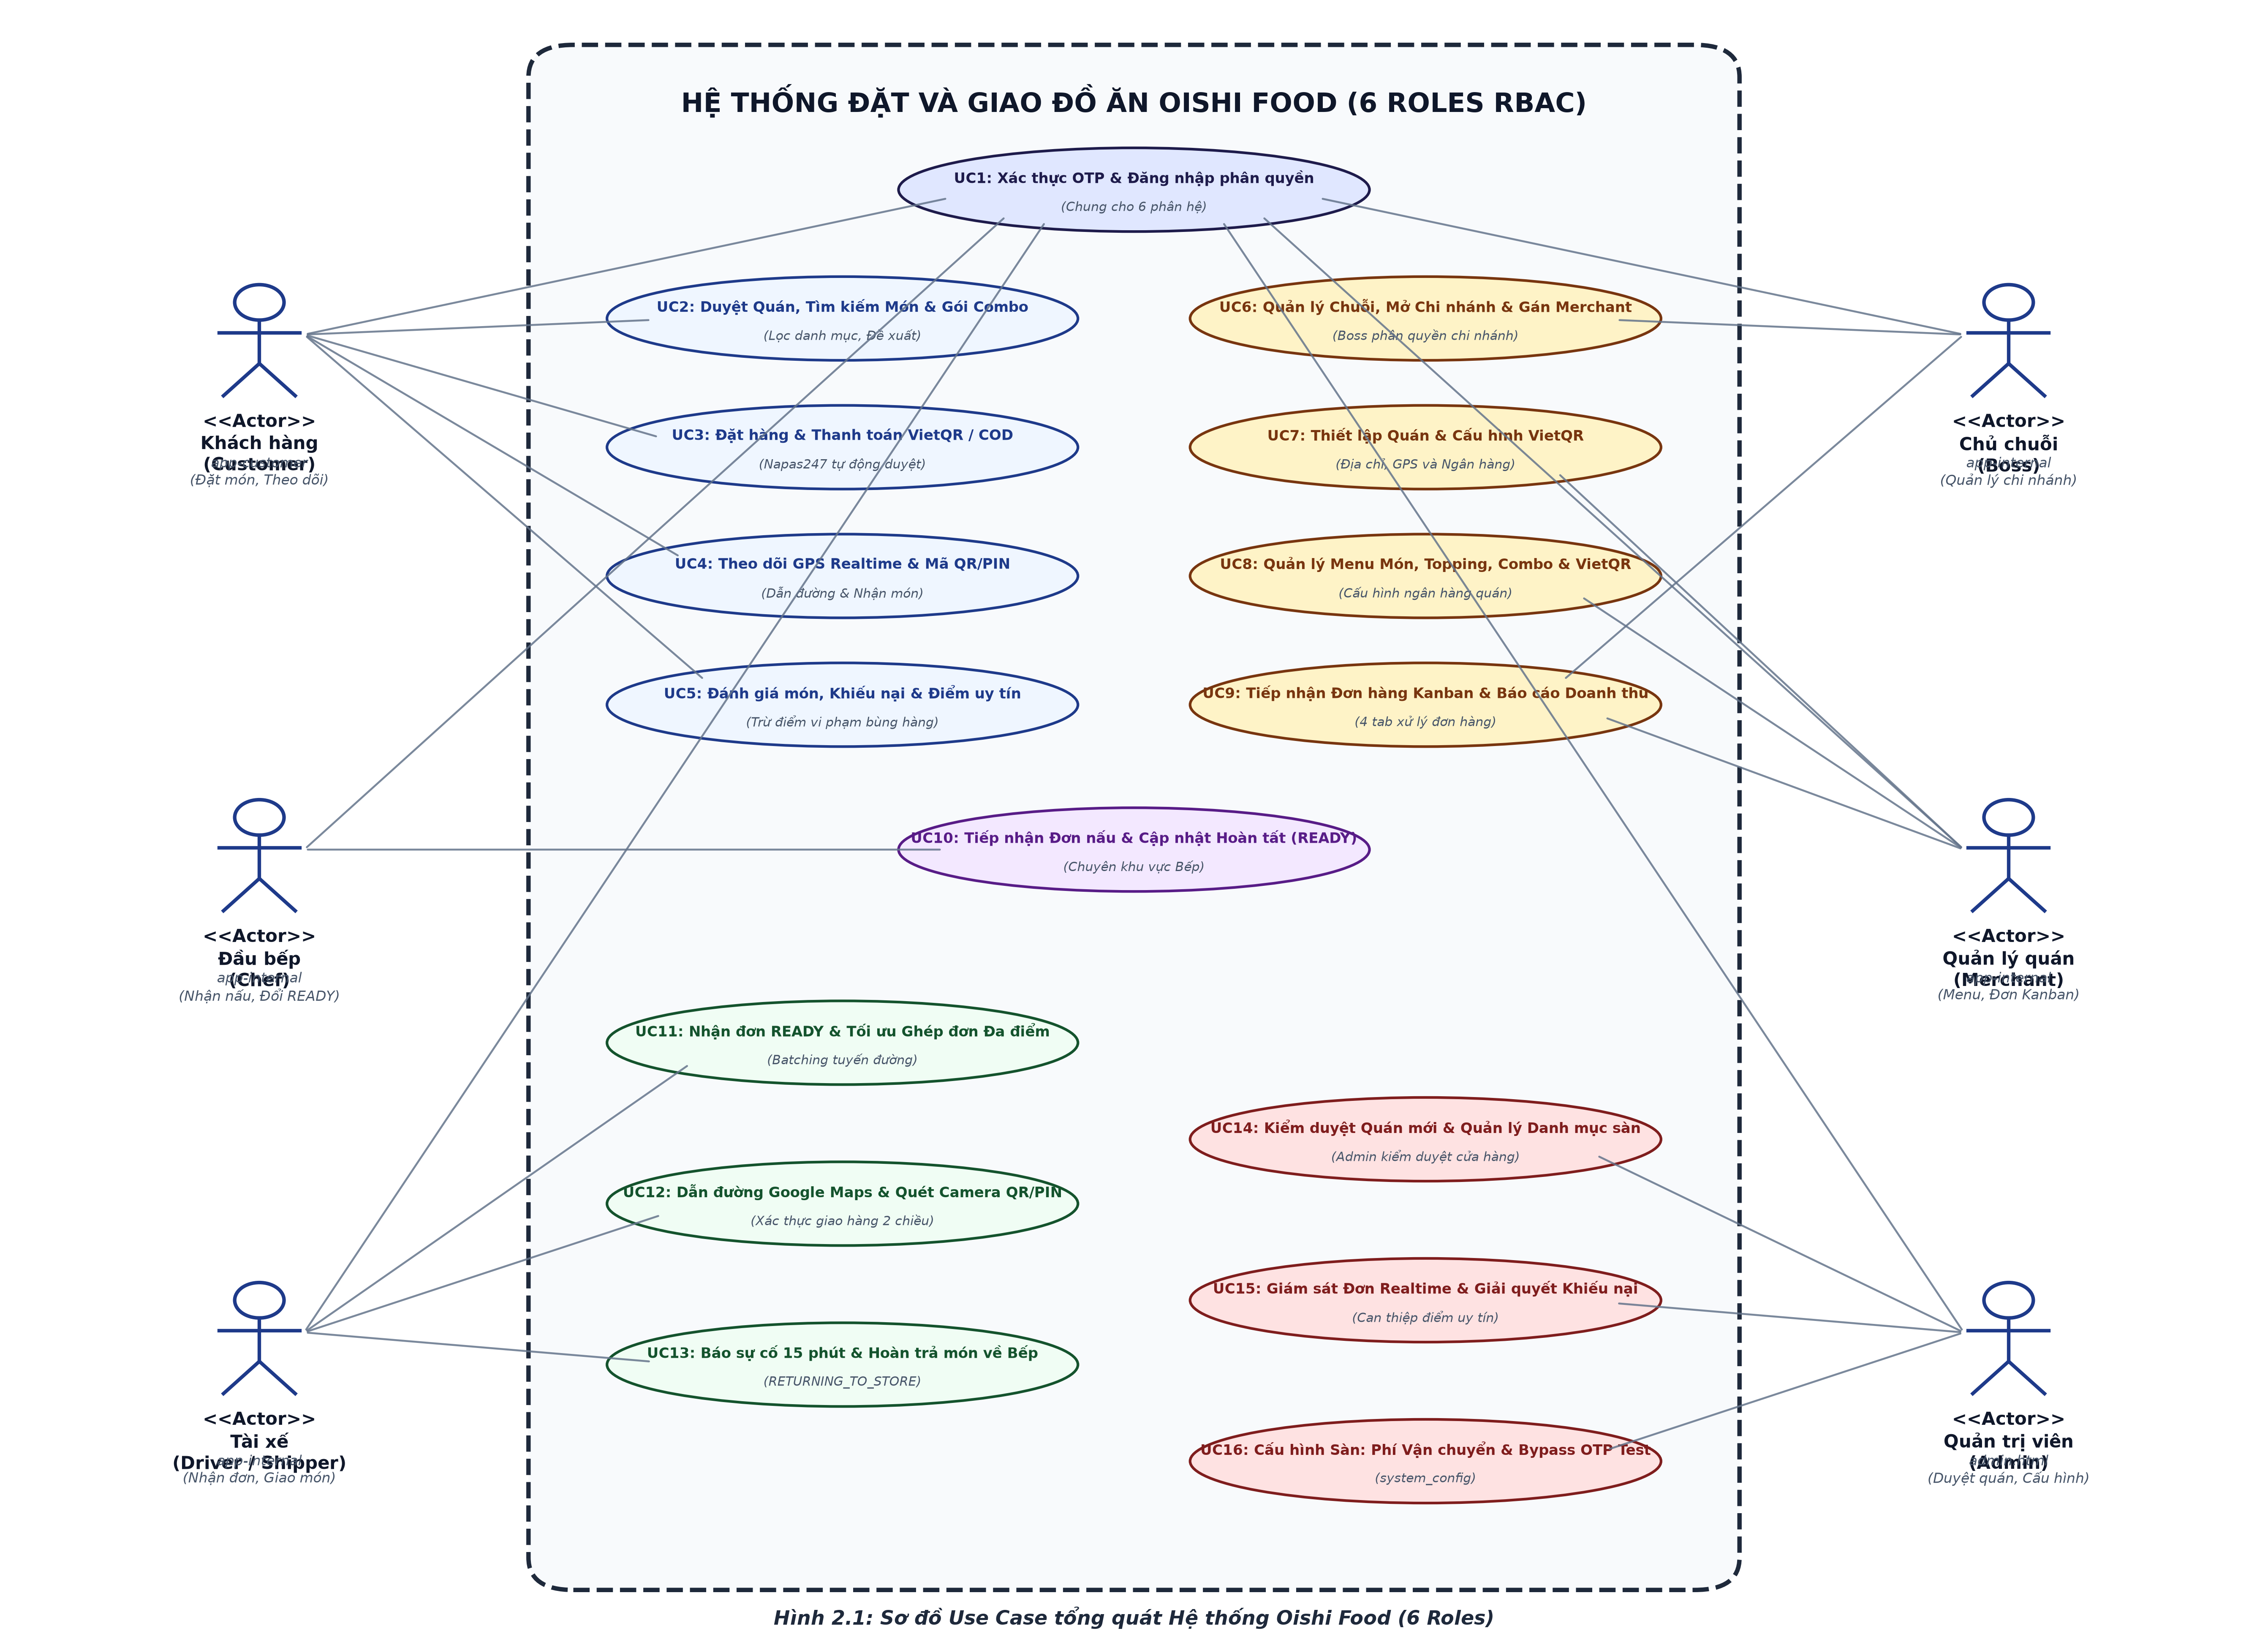 HỆ THỐNG ĐẶT VÀ GIAO ĐỒ ĂN OISHI FOOD (6 ROLES RBAC)
UC1: Xác thực OTP & Đăng nhập phân quyền
(Chung cho 6 phân hệ)
UC2: Duyệt Quán, Tìm kiếm Món & Gói Combo
(Lọc danh mục, Đề xuất)
UC3: Đặt hàng & Thanh toán VietQR / COD
(Napas247 tự động duyệt)
UC4: Theo dõi GPS Realtime & Mã QR/PIN
(Dẫn đường & Nhận món)
UC5: Đánh giá món, Khiếu nại & Điểm uy tín
(Trừ điểm vi phạm bùng hàng)
UC6: Quản lý Chuỗi, Mở Chi nhánh & Gán Merchant
(Boss phân quyền chi nhánh)
UC7: Thiết lập Quán & Cấu hình VietQR
(Địa chỉ, GPS và Ngân hàng)
UC8: Quản lý Menu Món, Topping, Combo & VietQR
(Cấu hình ngân hàng quán)
UC9: Tiếp nhận Đơn hàng Kanban & Báo cáo Doanh thu
(4 tab xử lý đơn hàng)
UC10: Tiếp nhận Đơn nấu & Cập nhật Hoàn tất (READY)
(Chuyên khu vực Bếp)
UC11: Nhận đơn READY & Tối ưu Ghép đơn Đa điểm
(Batching tuyến đường)
UC12: Dẫn đường Google Maps & Quét Camera QR/PIN
(Xác thực giao hàng 2 chiều)
UC13: Báo sự cố 15 phút & Hoàn trả món về Bếp
(RETURNING_TO_STORE)
UC14: Kiểm duyệt Quán mới & Quản lý Danh mục sàn
(Admin kiểm duyệt cửa hàng)
UC15: Giám sát Đơn Realtime & Giải quyết Khiếu nại
(Can thiệp điểm uy tín)
UC16: Cấu hình Sàn: Phí Vận chuyển & Bypass OTP Test
(system_config)
<<Actor>>
Khách hàng
(Customer)
(Đặt món, Theo dõi)
<<Actor>>
Đầu bếp
(Chef)
app-internal
(Nhận nấu, Đổi READY)
<<Actor>>
Tài xế
(Driver / Shipper)
app-internal
(Nhận đơn, Giao món)
<<Actor>>
Chủ chuỗi
(Boss)
app-internal
(Quản lý chi nhánh)
<<Actor>>
Quản lý quán
(Merchant)
app-internal
(Menu, Đơn Kanban)
<<Actor>>
Quản trị viên
(Admin)
(Duyệt quán, Cấu hình)
Hình 2.1: Sơ đồ Use Case tổng quát Hệ thống Oishi Food (6 Roles)